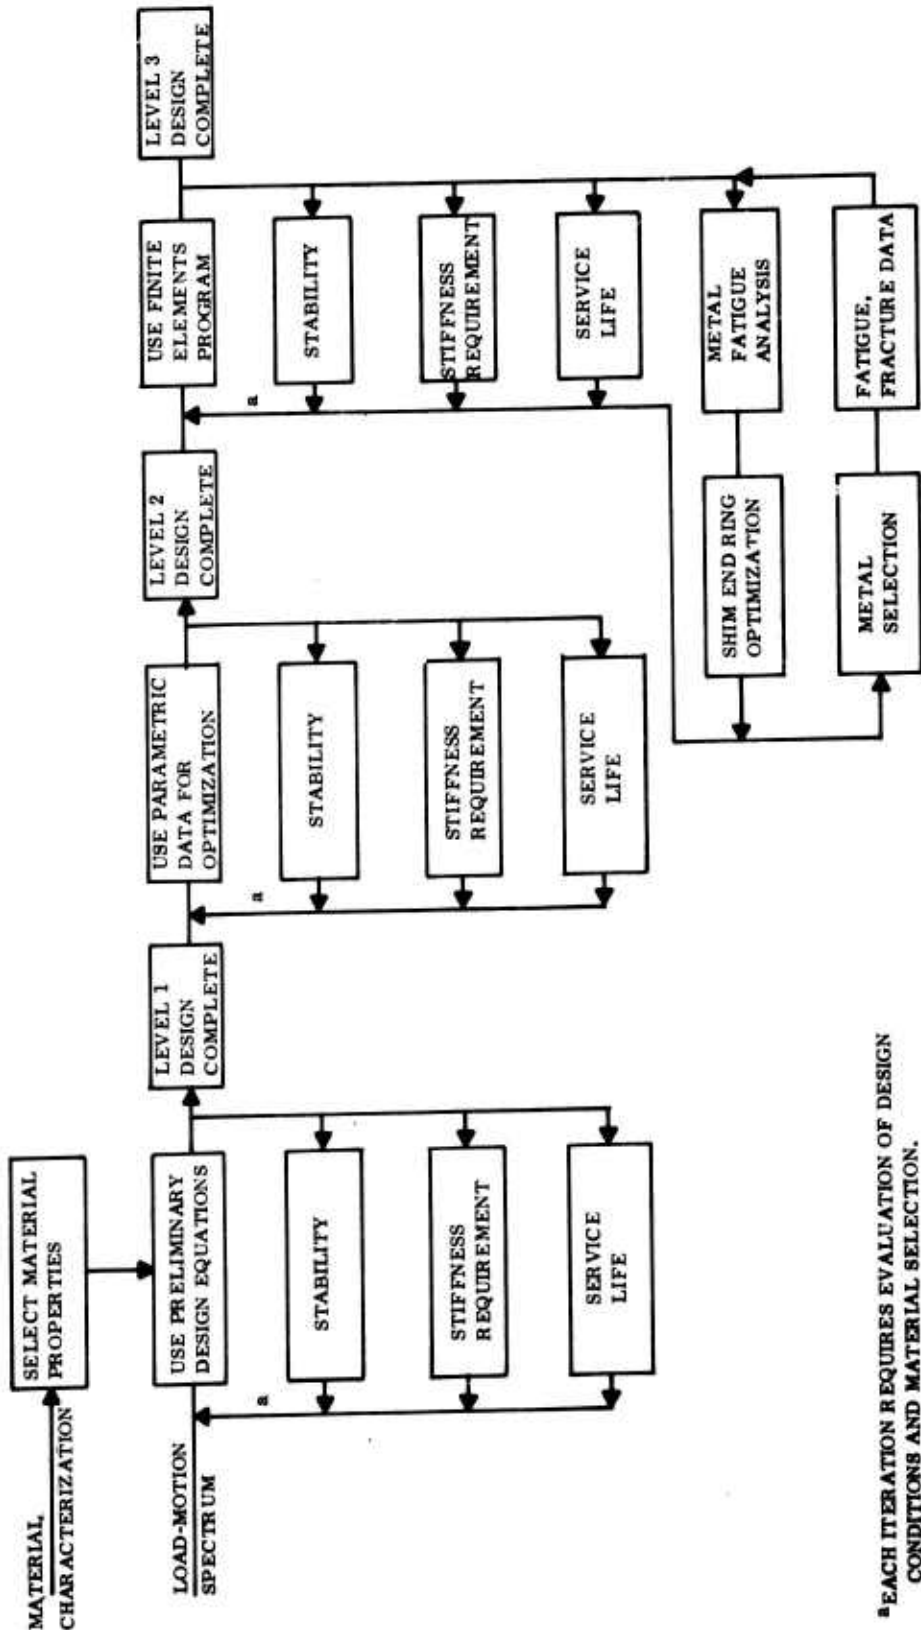 MATERIAL
CHARACTERIZATION
SELECT MATERIAL
PROPERTIES
LOAD-MOTION
SPECTRUM
USE PRELIMINARY
DESIGN EQUATIONS
a
STABILITY
STIFFNESS
REQUIREMENT
SERVICE
LIFE
LEVEL 1
DESIGN
COMPLETE
USE PARAMETRIC
DATA FOR
OPTIMIZATION
a
STABILITY
STIFFNESS
REQUIREMENT
SERVICE
LIFE
LEVEL 2
DESIGN
COMPLETE
USE FINITE
ELEMENTS
PROGRAM
a
STABILITY
STIFFNESS
REQUIREMENT
SERVICE
LIFE
LEVEL 3
DESIGN
COMPLETE
SHIM END RING
OPTIMIZATION
METAL
FATIGUE
ANALYSIS
METAL
SELECTION
FATIGUE,
FRACTURE DATA
aEACH ITERATION REQUIRES EVALUATION OF DESIGN
CONDITIONS AND MATERIAL SELECTION.